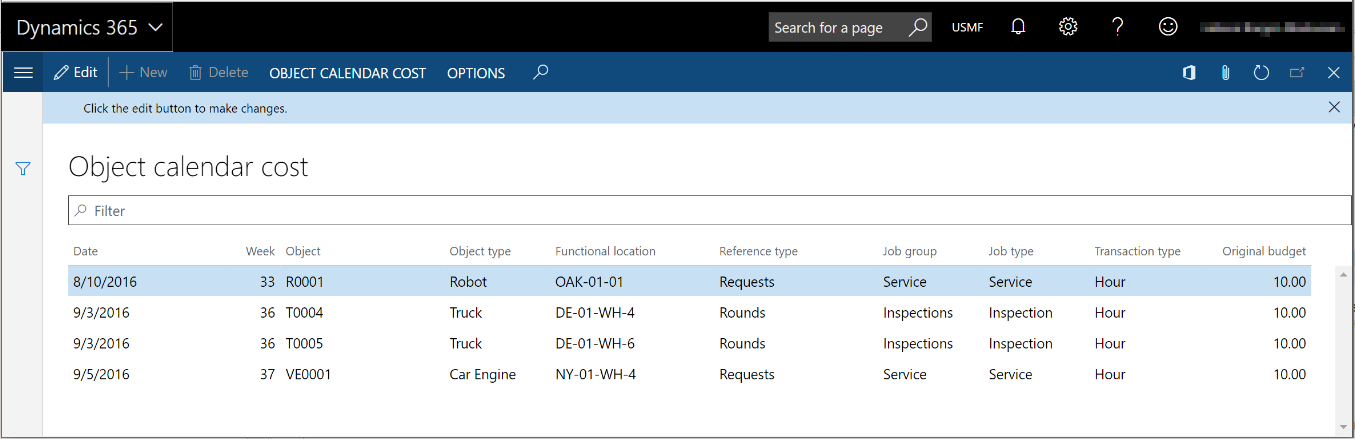 Dynamics 365 Search for a page USMF
Edit New Delete OBJECT CALENDAR COST OPTIONS
Click the edit button to make changes.
Object calendar cost
Filter
Date Week Object Object type Functional location Reference type Job group Job type Transaction type Original budget
8/10/2016 33 R0001 Robot OAK-01-01 Requests Service Service Hour 10.00
9/3/2016 36 T0004 Truck DE-01-WH-4 Rounds Inspections Inspection Hour 10.00
9/3/2016 36 T0005 Truck DE-01-WH-6 Rounds Inspections Inspection Hour 10.00
9/5/2016 37 VE0001 Car Engine NY-01-WH-4 Requests Service Service Hour 10.00